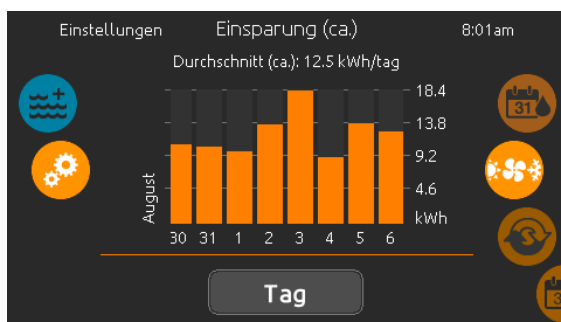 Einstellungen Einsparung (ca.) 8:01am
Durchschnitt (ca.): 12.5 kWh/tag
18.4
13.8
9.2
4.6
kWh
August
30 31 1 2 3 4 5 6
31
Tag